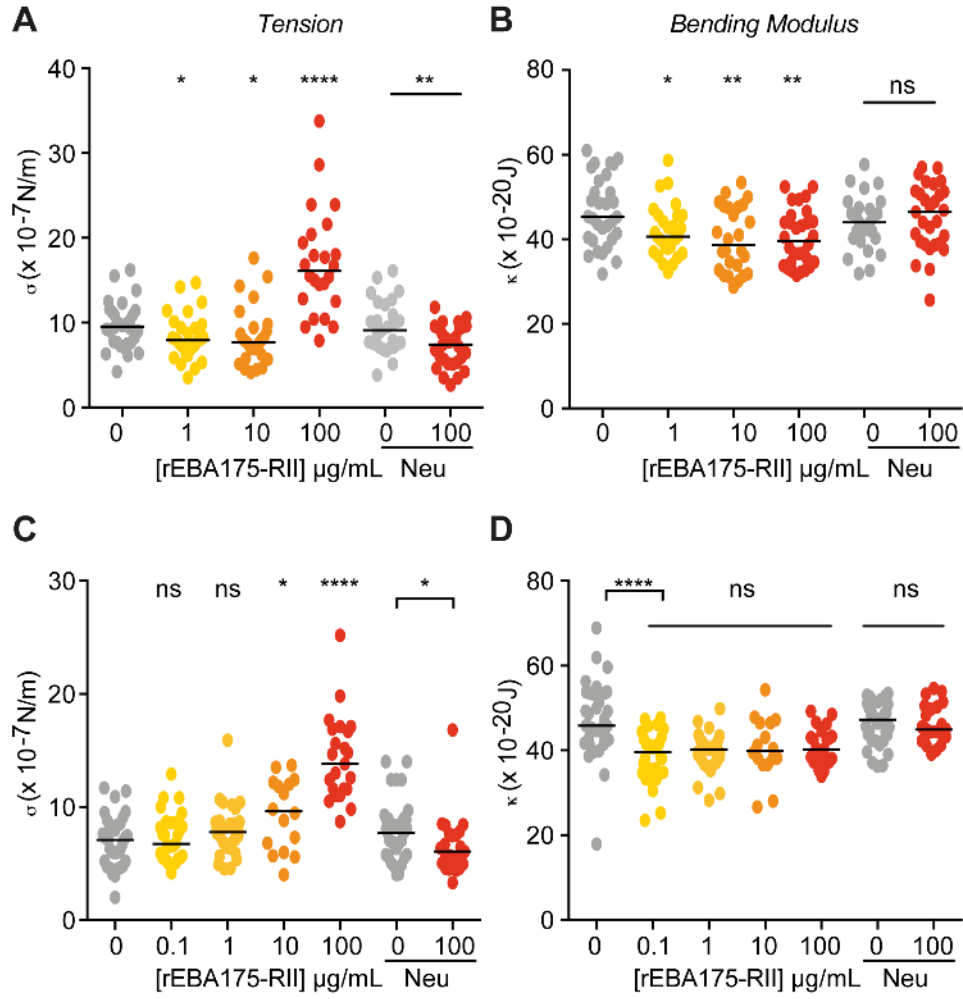 A
Tension
σ (x 10-7N/m)
40
30
20
10
0
* * **** **
0 1 10 100 0 100
[rEBA175-RII] µg/mL Neu
B
Bending Modulus
κ (x 10-20J)
80
60
40
20
0
* ** ** ns
0 1 10 100 0 100
[rEBA175-RII] µg/mL Neu
C
σ (x 10-7N/m)
30
20
10
0
ns ns * **** *
0 0.1 1 10 100 0 100
[rEBA175-RII] µg/mL Neu
D
κ (x 10-20J)
80
60
40
20
0
**** ns ns
0 0.1 1 10 100 0 100
[rEBA175-RII] µg/mL Neu